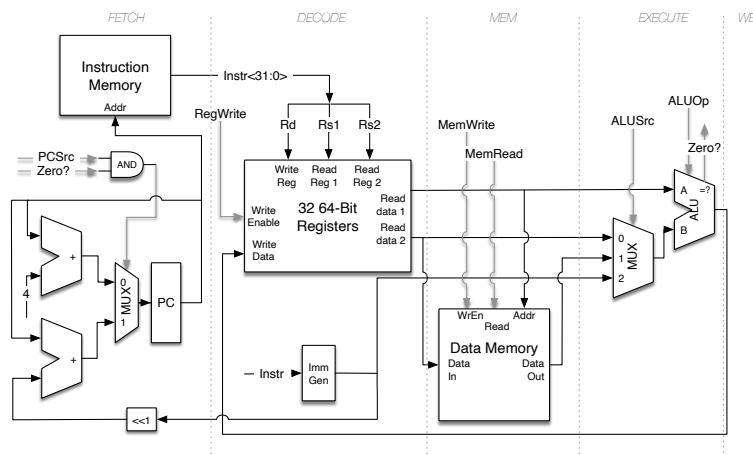 FETCH
DECODE
MEM
EXECUTE
WE
Instruction
Memory
Addr
Instr<31:0>
RegWrite
Rd
Rs1
Rs2
MemWrite
MemRead
ALUSrc
ALUOp
Zero?
PCSrc
Zero?
AND
Write
Reg
Read
Reg 1
Read
Reg 2
32 64-Bit
Registers
Read
data 1
Read
data 2
Write
Enable
Write
Data
A
=?
ALU
B
0
1
2
MUX
+
4
+
0
MUX
1
PC
WrEn
Read
Addr
Data Memory
Data
In
Data
Out
Instr
Imm
Gen
<<1